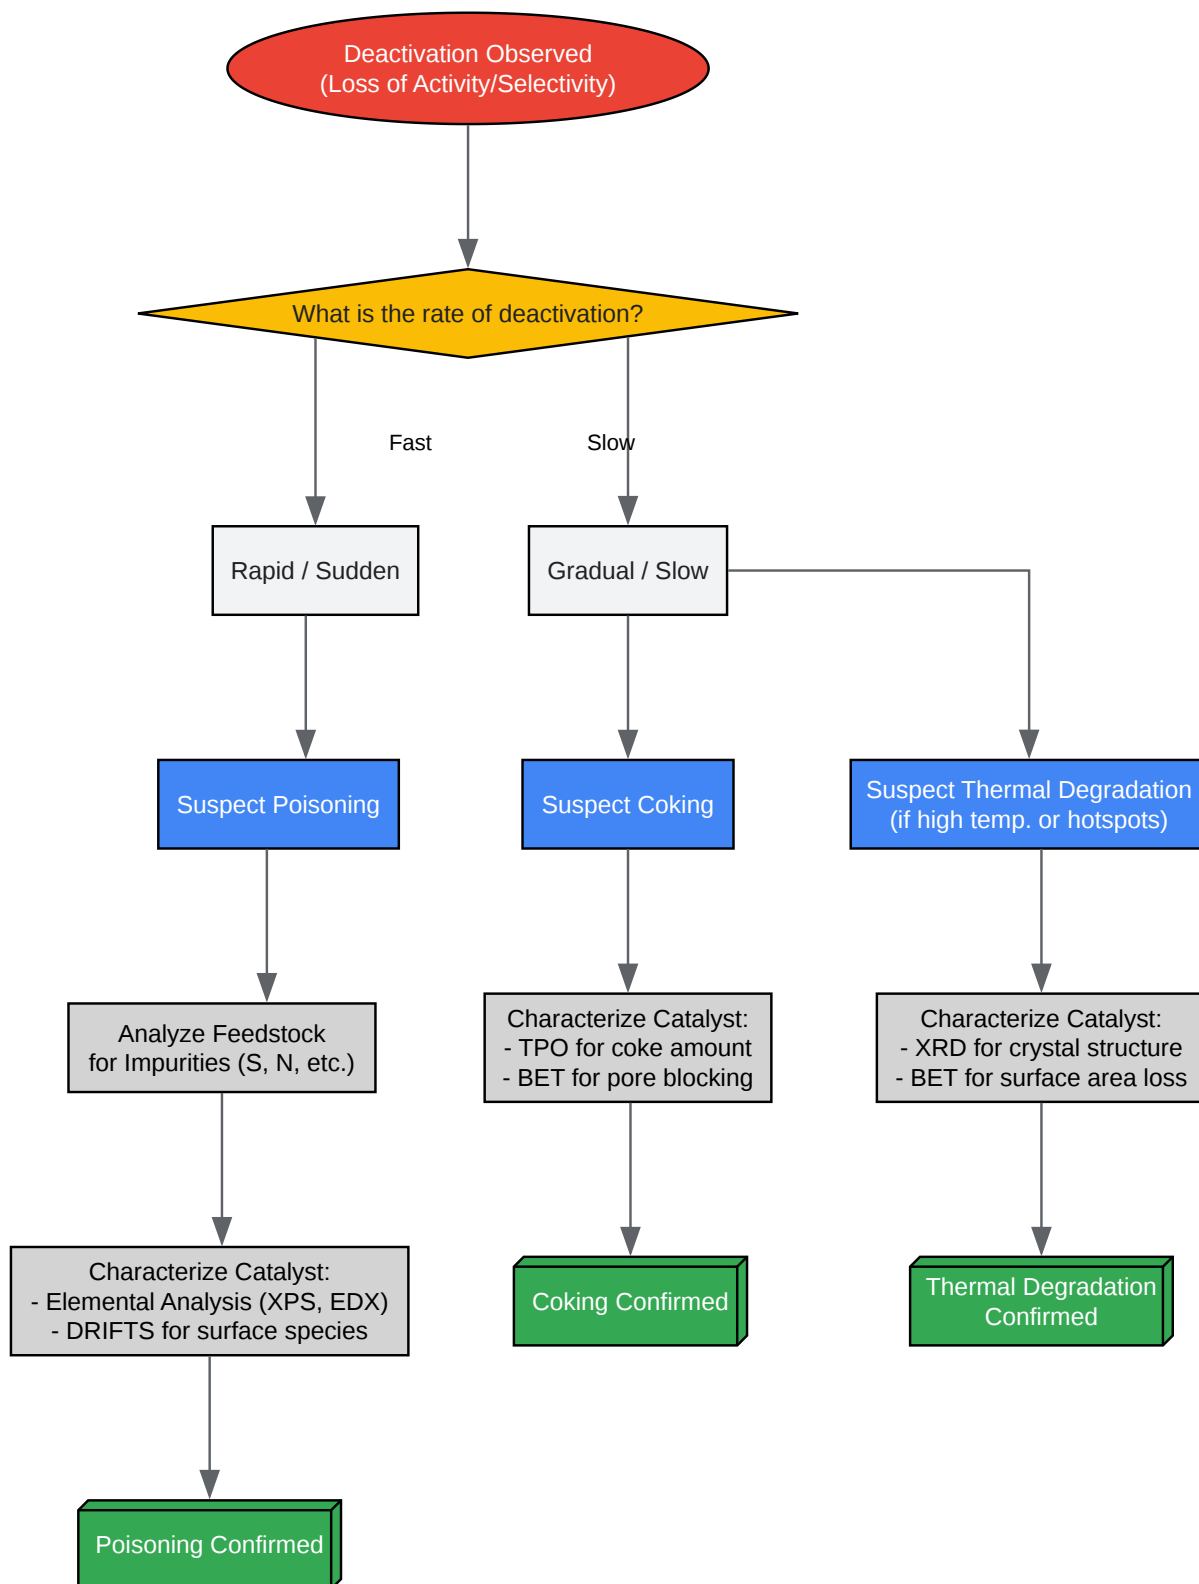 Deactivation Observed
(Loss of Activity/Selectivity)
What is the rate of deactivation?
Fast
Slow
Rapid / Sudden
Gradual / Slow
Suspect Poisoning
Suspect Coking
Suspect Thermal Degradation
(if high temp. or hotspots)
Analyze Feedstock
for Impurities (S, N, etc.)
Characterize Catalyst:
- TPO for coke amount
- BET for pore blocking
Characterize Catalyst:
- XRD for crystal structure
- BET for surface area loss
Characterize Catalyst:
- Elemental Analysis (XPS, EDX)
- DRIFTS for surface species
Coking Confirmed
Thermal Degradation
Confirmed
Poisoning Confirmed